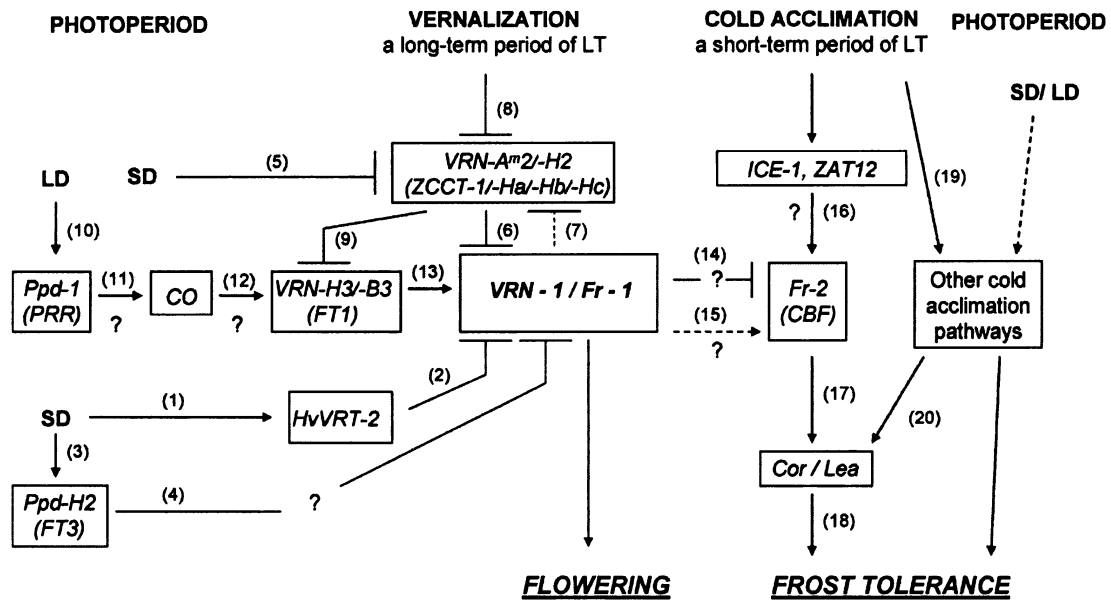 PHOTOPERIOD
VERNALIZATION
a long-term period of LT
COLD ACCLIMATION
a short-term period of LT
PHOTOPERIOD
SD/ LD
(8)
LD
SD
(5)
VRN-Aᵐ2/-H2
(ZCCT-1/-Ha/-Hb/-Hc)
ICE-1, ZAT12
(19)
(10)
(9)
(6)
(7)
? (16)
Ppd-1
(PRR)
(11)
?
CO
(12)
?
VRN-H3/-B3
(FT1)
(13)
VRN - 1 / Fr - 1
(14)
?
(15)
?
Fr-2
(CBF)
Other cold
acclimation
pathways
SD
(1)
HvVRT-2
(2)
(17)
(20)
(3)
Ppd-H2
(FT3)
(4)
?
Cor / Lea
(18)
FLOWERING
FROST TOLERANCE